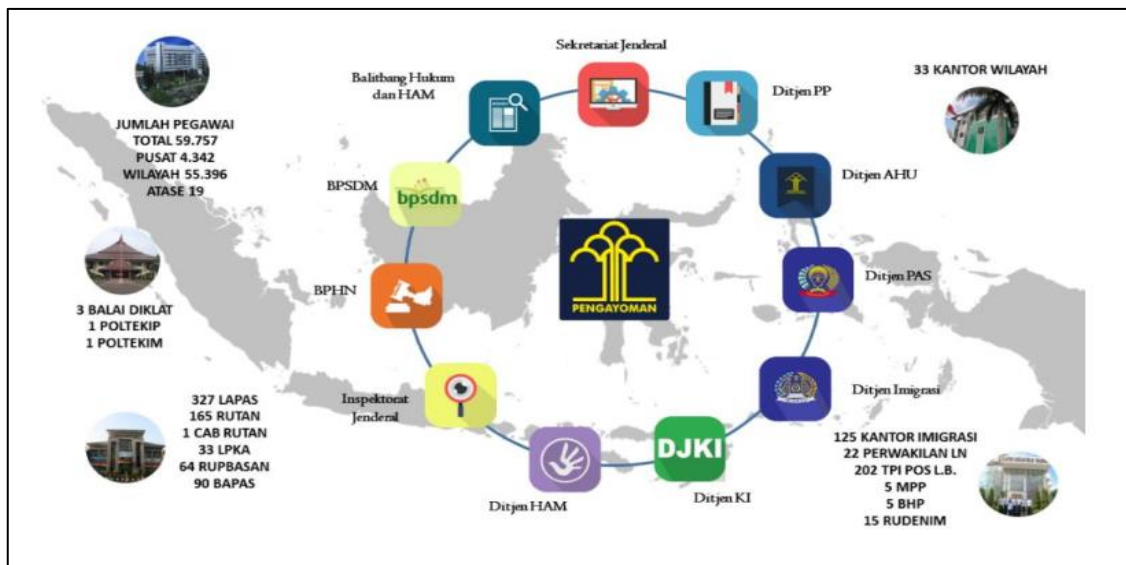 JUMLAH PEGAWAI
TOTAL 59.757
PUSAT 4.342
WILAYAH 55.396
ATASE 19
3 BALAI DIKLAT
1 POLTEKIP
1 POLTEKIM
327 LAPAS
165 RUTAN
1 CAB RUTAN
33 LPKA
64 RUPBASAN
90 BAPAS
Sekretariat Jenderal
Balitbang Hukum
dan HAM
Ditjen PP
BPSDM
bpsdm
Ditjen AHU
BPHN
PENGAYOMAN
Ditjen PAS
Inspektorat
Jenderal
Ditjen Imigrasi
Ditjen HAM
DJKI
Ditjen KI
33 KANTOR WILAYAH
125 KANTOR IMIGRASI
22 PERWAKILAN LN
202 TPI POS L.B.
5 MPP
5 BHP
15 RUDENIM